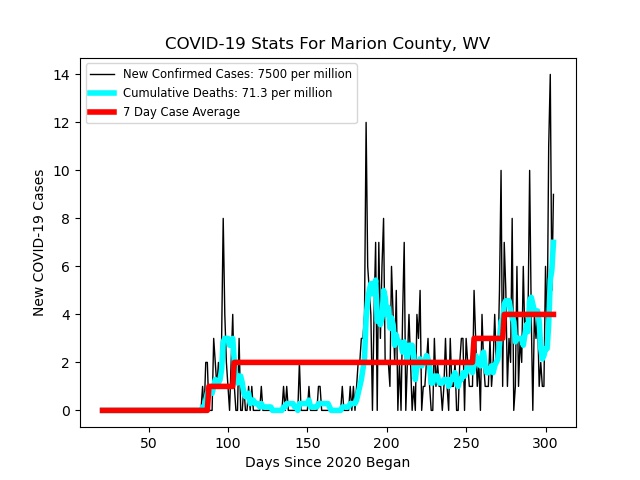 COVID-19 Stats For Marion County, WV
New Confirmed Cases: 7500 per million
Cumulative Deaths: 71.3 per million
7 Day Case Average
14
12
10
8
6
4
2
0
New COVID-19 Cases
50 100 150 200 250 300
Days Since 2020 Began